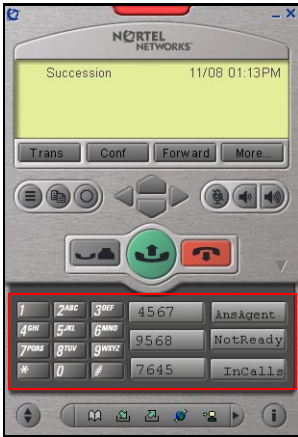 NORTEL
NETWORKS
Succession 11/08 01:13PM
Trans Conf Forward More...
1 2ABC 3DEF 4567 AnsAgent
4GHI 5JKL 6MNO 9568 NotReady
7PQRS 8TUV 9WXYZ
* 0 # 7645 InCalls
i